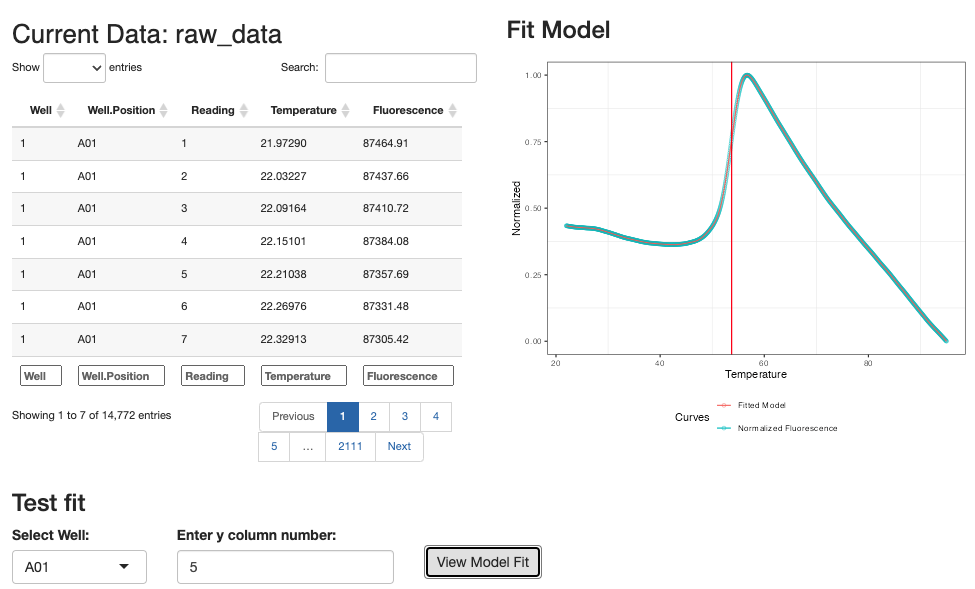 Current Data: raw_data
Show entries Search:
Well Well.Position Reading Temperature Fluorescence
1 A01 1 21.97290 87464.91
1 A01 2 22.03227 87437.66
1 A01 3 22.09164 87410.72
1 A01 4 22.15101 87384.08
1 A01 5 22.21038 87357.69
1 A01 6 22.26976 87331.48
1 A01 7 22.32913 87305.42
Well Well.Position Reading Temperature Fluorescence
Showing 1 to 7 of 14,772 entries
Previous 1 2 3 4
5 … 2111 Next
Fit Model
Normalized
1.00
0.75
0.50
0.25
0.00
20 40 60 80
Temperature
Curves
Fitted Model
Normalized Fluorescence
Test fit
Select Well: Enter y column number:
A01 5 View Model Fit